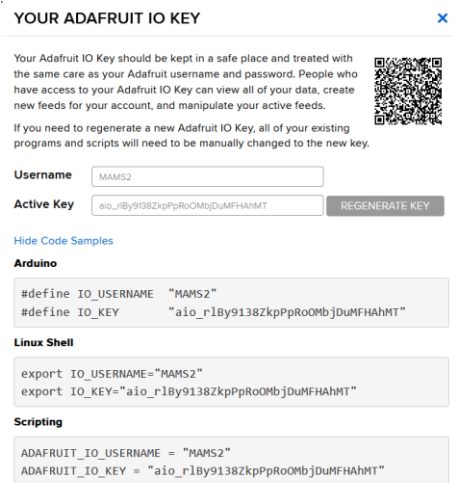 YOUR ADAFRUIT IO KEY ×
Your Adafruit IO Key should be kept in a safe place and treated with
the same care as your Adafruit username and password. People who
have access to your Adafruit IO Key can view all of your data, create
new feeds for your account, and manipulate your active feeds.
If you need to regenerate a new Adafruit IO Key, all of your existing
programs and scripts will need to be manually changed to the new key.
Username MAMS2
Active Key aio_rlBy9138ZkpPpRoOMbjDuMFHAhMT REGENERATE KEY
Hide Code Samples
Arduino
#define IO_USERNAME  "MAMS2"
#define IO_KEY       "aio_rlBy9138ZkpPpRoOMbjDuMFHAhMT"
Linux Shell
export IO_USERNAME="MAMS2"
export IO_KEY="aio_rlBy9138ZkpPpRoOMbjDuMFHAhMT"
Scripting
ADAFRUIT_IO_USERNAME = "MAMS2"
ADAFRUIT_IO_KEY = "aio_rlBy9138ZkpPpRoOMbjDuMFHAhMT"